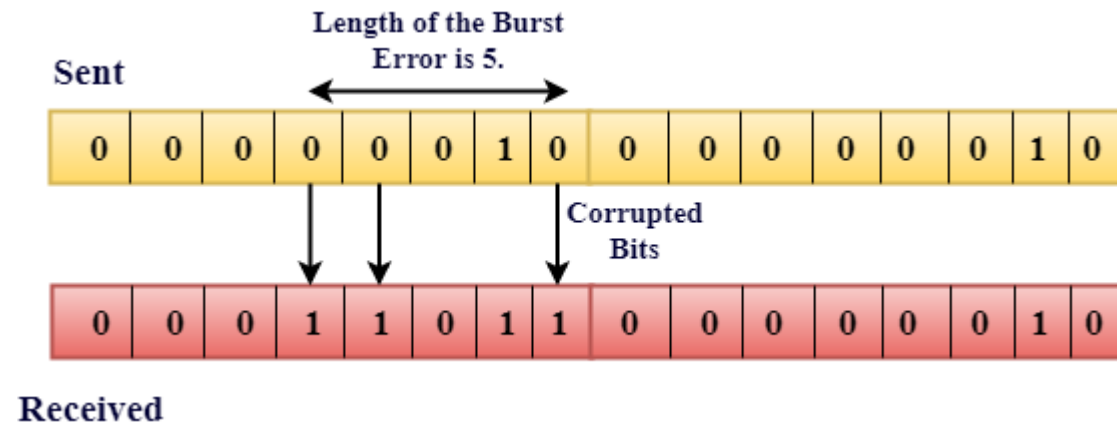 Length of the Burst
Error is 5.
Sent
0 0 0 0 0 0 1 0 0 0 0 0 0 0 1 0
Corrupted
Bits
0 0 0 1 1 0 1 1 0 0 0 0 0 0 1 0
Received